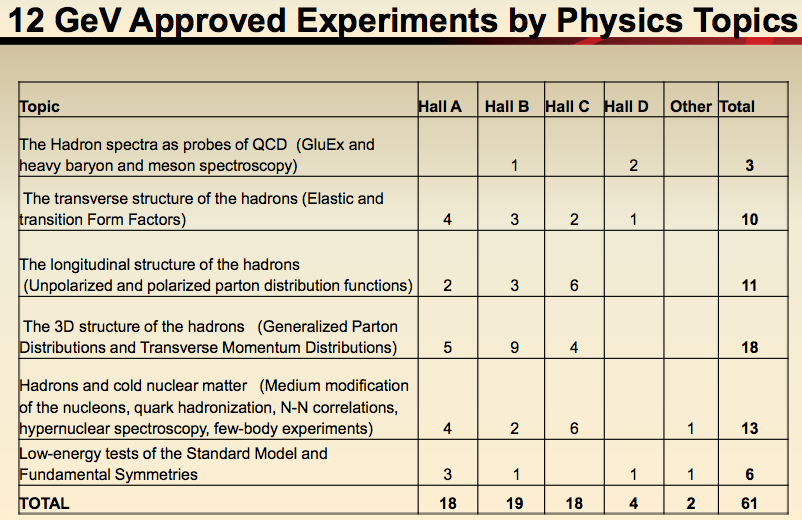 12 GeV Approved Experiments by Physics Topics
Topic Hall A Hall B Hall C Hall D Other Total
The Hadron spectra as probes of QCD (GluEx and
heavy baryon and meson spectroscopy) 1 2 3
The transverse structure of the hadrons (Elastic and
transition Form Factors) 4 3 2 1 10
The longitudinal structure of the hadrons
(Unpolarized and polarized parton distribution functions) 2 3 6 11
The 3D structure of the hadrons (Generalized Parton
Distributions and Transverse Momentum Distributions) 5 9 4 18
Hadrons and cold nuclear matter (Medium modification
of the nucleons, quark hadronization, N-N correlations,
hypernuclear spectroscopy, few-body experiments) 4 2 6 1 13
Low-energy tests of the Standard Model and
Fundamental Symmetries 3 1 1 1 6
TOTAL 18 19 18 4 2 61